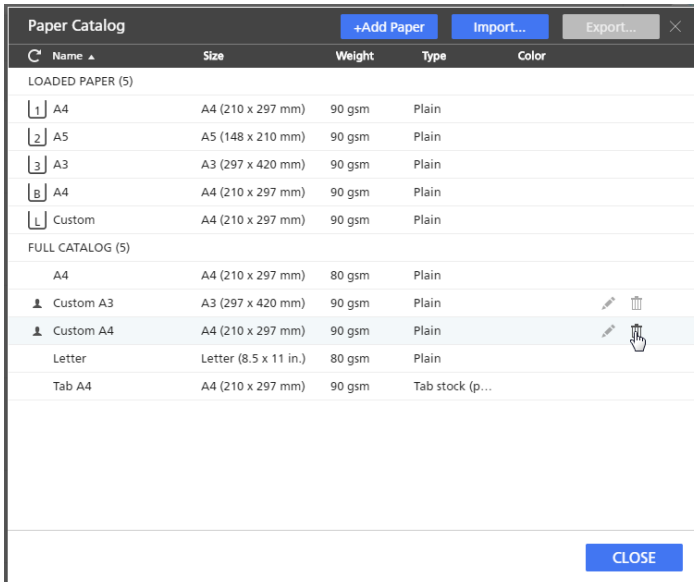 Paper Catalog +Add Paper Import... Export...
Name Size Weight Type Color
LOADED PAPER (5)
1 A4 A4 (210 x 297 mm) 90 gsm Plain
2 A5 A5 (148 x 210 mm) 90 gsm Plain
3 A3 A3 (297 x 420 mm) 90 gsm Plain
B A4 A4 (210 x 297 mm) 90 gsm Plain
L Custom A4 (210 x 297 mm) 90 gsm Plain
FULL CATALOG (5)
A4 A4 (210 x 297 mm) 80 gsm Plain
Custom A3 A3 (297 x 420 mm) 90 gsm Plain
Custom A4 A4 (210 x 297 mm) 90 gsm Plain
Letter Letter (8.5 x 11 in.) 80 gsm Plain
Tab A4 A4 (210 x 297 mm) 90 gsm Tab stock (p...
CLOSE